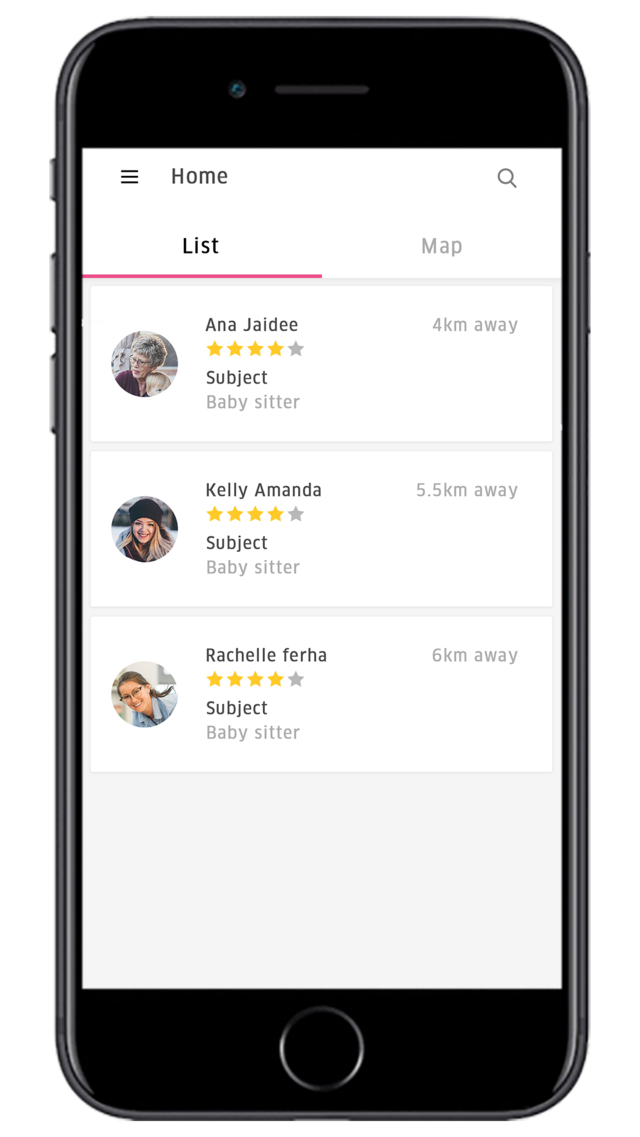 Home
List Map
Ana Jaidee 4km away
Subject
Baby sitter
Kelly Amanda 5.5km away
Subject
Baby sitter
Rachelle ferha 6km away
Subject
Baby sitter